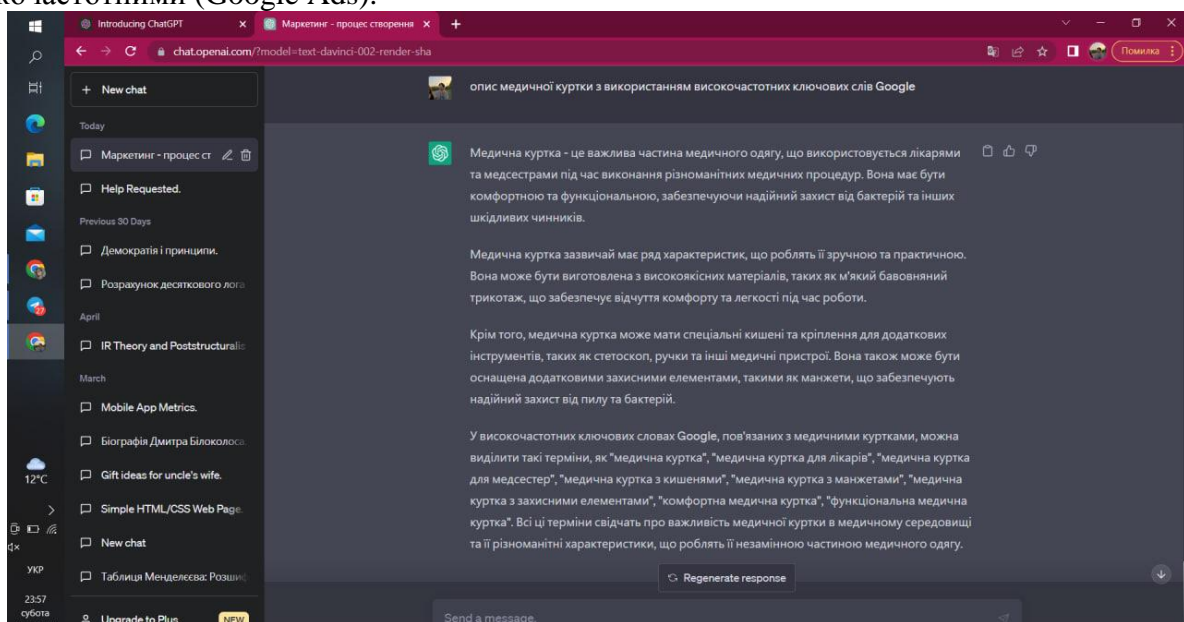 ко частотними (Google Ads).
Introducing ChatGPT
Маркетинг - процес створення
chat.openai.com/?model=text-davinci-002-render-sha
Помилка
+ New chat
Today
Маркетинг - процес ст
Help Requested.
Previous 30 Days
Демократія і принципи.
Розрахунок десяткового лога
April
IR Theory and Poststructuralis
March
Mobile App Metrics.
Біографія Дмитра Білоколоса.
Gift ideas for uncle's wife.
Simple HTML/CSS Web Page.
New chat
Таблиця Менделєєва: Розши
Upgrade to Plus
NEW
12°C
УКР
23:57
субота
опис медичної куртки з використанням високочастотних ключових слів Google
Медична куртка - це важлива частина медичного одягу, що використовується лікарями
та медсестрами під час виконання різноманітних медичних процедур. Вона має бути
комфортною та функціональною, забезпечуючи надійний захист від бактерій та інших
шкідливих чинників.
Медична куртка зазвичай має ряд характеристик, що роблять її зручною та практичною.
Вона може бути виготовлена з високоякісних матеріалів, таких як м'який бавовняний
трикотаж, що забезпечує відчуття комфорту та легкості під час роботи.
Крім того, медична куртка може мати спеціальні кишені та кріплення для додаткових
інструментів, таких як стетоскоп, ручки та інші медичні пристрої. Вона також може бути
оснащена додатковими захисними елементами, такими як манжети, що забезпечують
надійний захист від пилу та бактерій.
У високочастотних ключових словах Google, пов'язаних з медичними куртками, можна
виділити такі терміни, як "медична куртка", "медична куртка для лікарів", "медична куртка
для медсестер", "медична куртка з кишенями", "медична куртка з манжетами", "медична
куртка з захисними елементами", "комфортна медична куртка", "функціональна медична
куртка". Всі ці терміни свідчать про важливість медичної куртки в медичному середовищі
та її різноманітні характеристики, що роблять її незамінною частиною медичного одягу.
Regenerate response
Send a message.